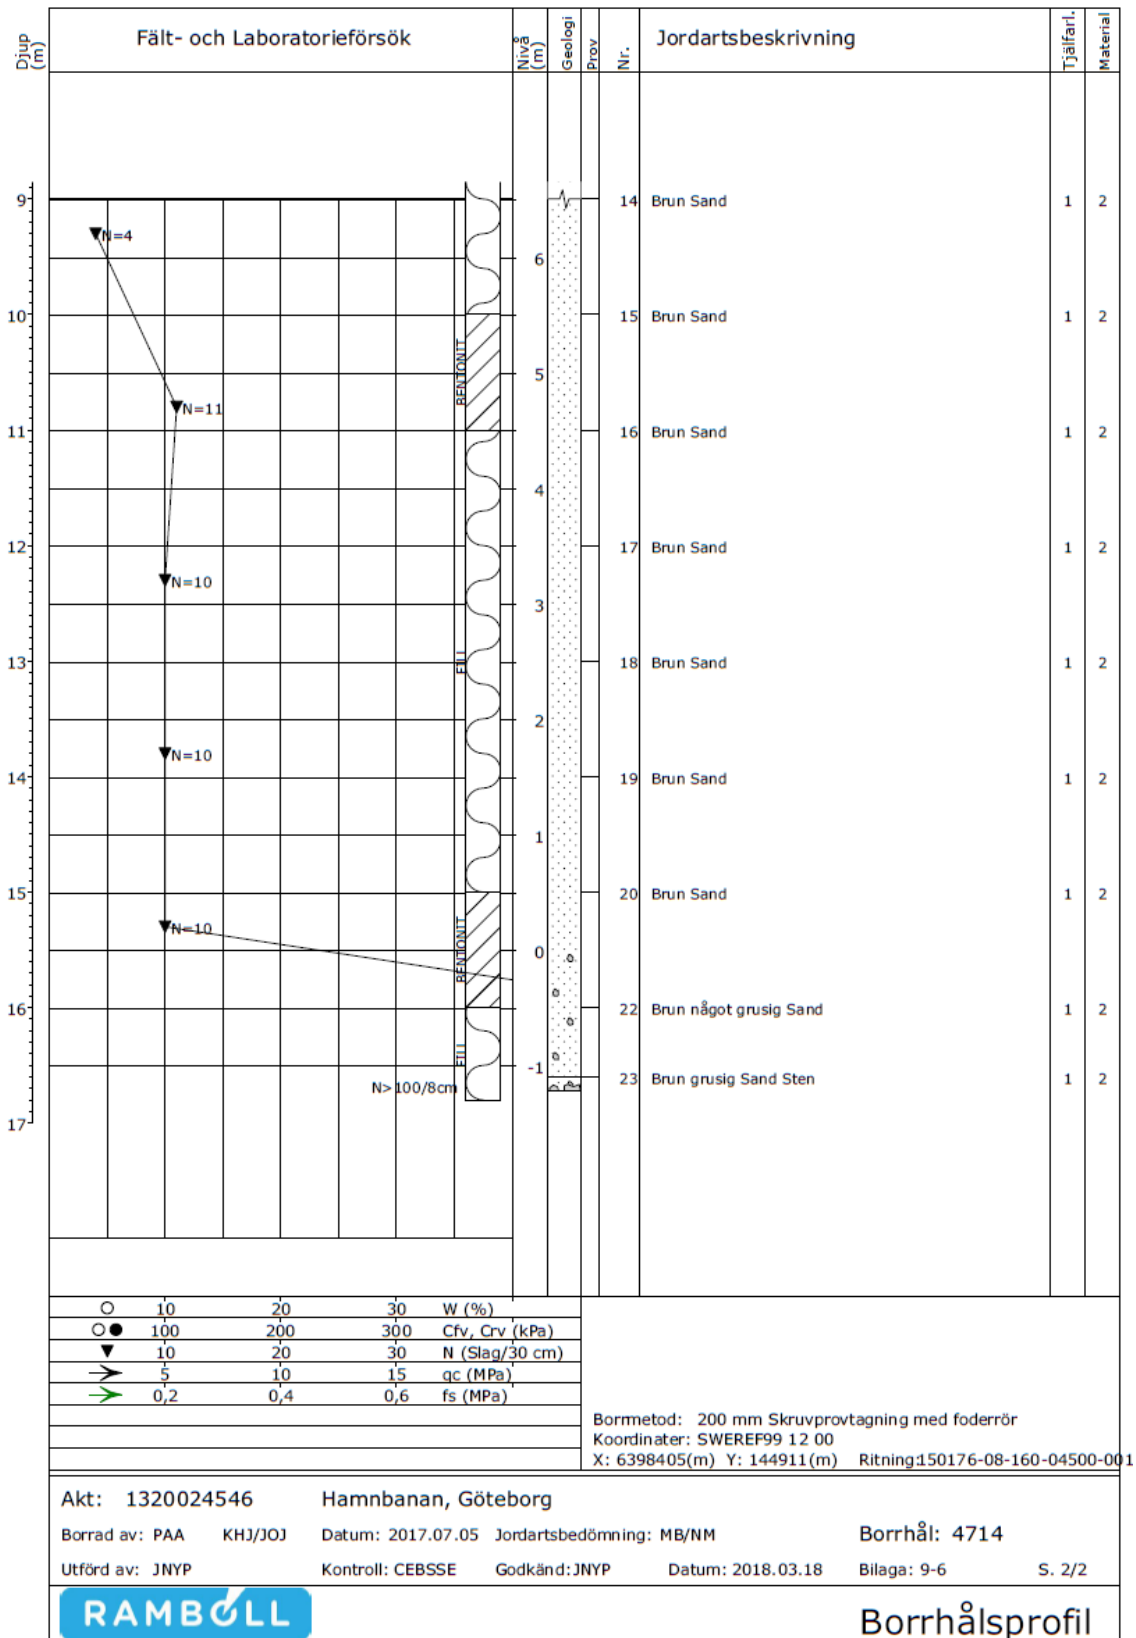 Djup (m)
Fält- och Laboratorieförsök
Nivå (m)
Geologi
Prov
Nr.
Jordartsbeskrivning
Tjälfarl.
Material
9
14 Brun Sand 1 2
N=4
6
10
15 Brun Sand 1 2
BENTONIT
5
N=11
11
16 Brun Sand 1 2
4
12
17 Brun Sand 1 2
N=10
3
13
FILL
18 Brun Sand 1 2
2
N=10
14
19 Brun Sand 1 2
1
15
20 Brun Sand 1 2
N=10
BENTONIT
0
16
22 Brun något grusig Sand 1 2
FILL
-1
N>100/8cm
23 Brun grusig Sand Sten 1 2
17
10 20 30 W (%)
100 200 300 Cfv, Crv (kPa)
10 20 30 N (Slag/30 cm)
5 10 15 qc (MPa)
0,2 0,4 0,6 fs (MPa)
Borrmetod: 200 mm Skruvprovtagning med foderrör
Koordinater: SWEREF99 12 00
X: 6398405(m) Y: 144911(m) Ritning:150176-08-160-04500-001
Akt: 1320024546 Hamnbanan, Göteborg
Borrad av: PAA KHJ/JOJ Datum: 2017.07.05 Jordartsbedömning: MB/NM Borrhål: 4714
Utförd av: JNYP Kontroll: CEBSSE Godkänd: JNYP Datum: 2018.03.18 Bilaga: 9-6 S. 2/2
RAMBØLL
Borrhålsprofil